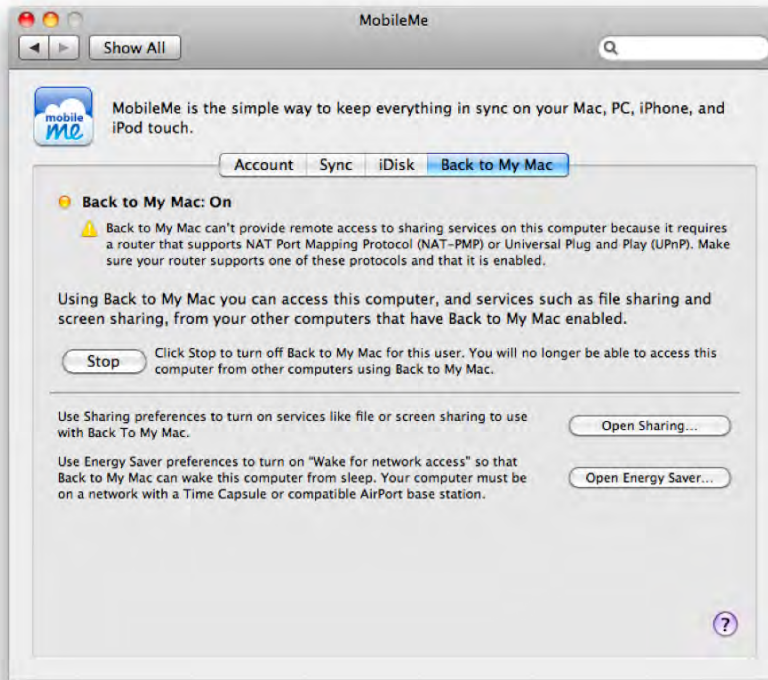 MobileMe
Show All
mobile
me
MobileMe is the simple way to keep everything in sync on your Mac, PC, iPhone, and
iPod touch.
Account Sync iDisk Back to My Mac
Back to My Mac: On
Back to My Mac can't provide remote access to sharing services on this computer because it requires
a router that supports NAT Port Mapping Protocol (NAT-PMP) or Universal Plug and Play (UPnP). Make
sure your router supports one of these protocols and that it is enabled.
Using Back to My Mac you can access this computer, and services such as file sharing and
screen sharing, from your other computers that have Back to My Mac enabled.
Stop
Click Stop to turn off Back to My Mac for this user. You will no longer be able to access this
computer from other computers using Back to My Mac.
Use Sharing preferences to turn on services like file or screen sharing to use
with Back To My Mac.
Open Sharing...
Use Energy Saver preferences to turn on "Wake for network access" so that
Back to My Mac can wake this computer from sleep. Your computer must be
on a network with a Time Capsule or compatible AirPort base station.
Open Energy Saver...
?